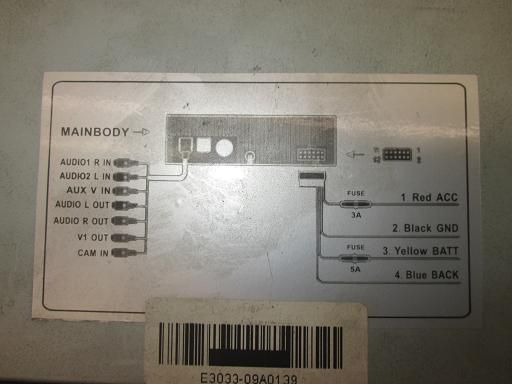 MAINBODY
AUDIO1 R IN
AUDIO2 L IN
AUX V IN
AUDIO L OUT
AUDIO R OUT
V1 OUT
CAM IN
FUSE
3A
1 Red ACC
2. Black GND
FUSE
5A
3. Yellow BATT
4. Blue BACK
E3033-09A0139